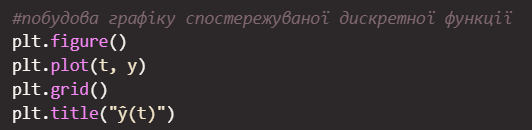 #побудова графіку спостережуваної дискретної функції
plt.figure()
plt.plot(t, y)
plt.grid()
plt.title("ŷ(t)")